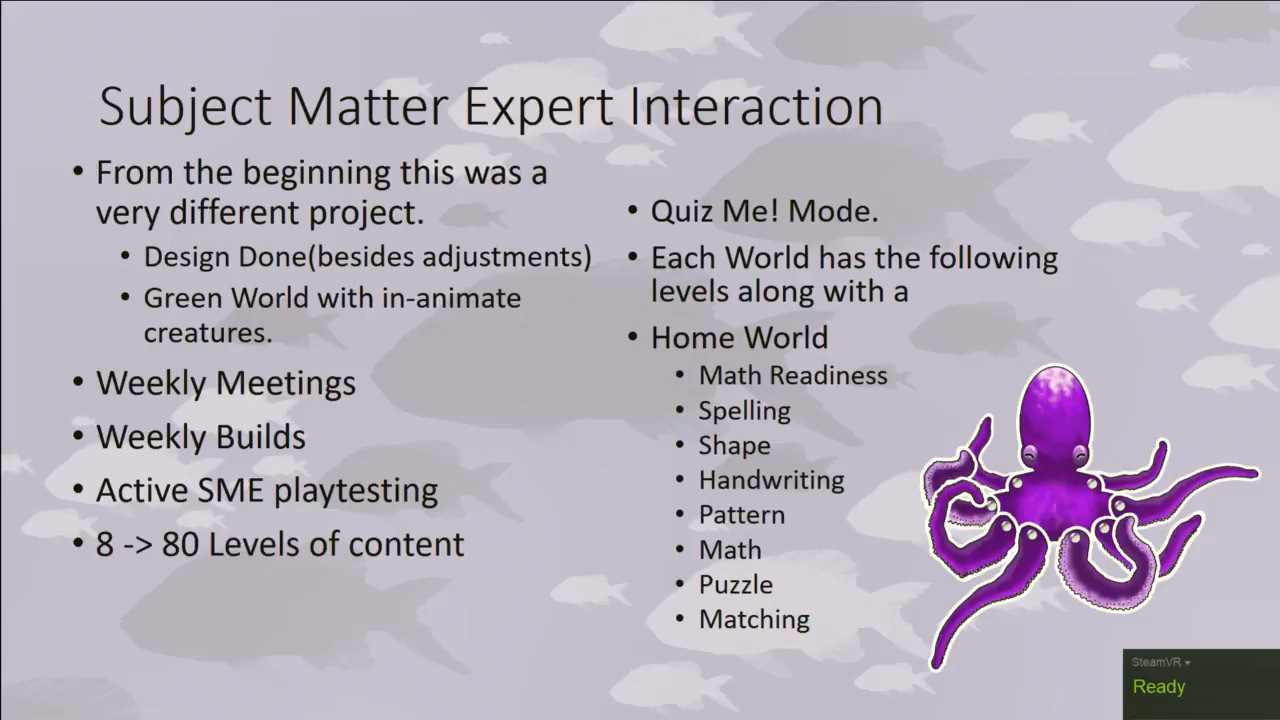 Subject Matter Expert Interaction
• From the beginning this was a
very different project.
• Design Done(besides adjustments)
• Green World with in-animate
creatures.
• Weekly Meetings
• Weekly Builds
• Active SME playtesting
• 8 -> 80 Levels of content
• Quiz Me! Mode.
• Each World has the following
levels along with a
• Home World
• Math Readiness
• Spelling
• Shape
• Handwriting
• Pattern
• Math
• Puzzle
• Matching
SteamVR ▾
Ready